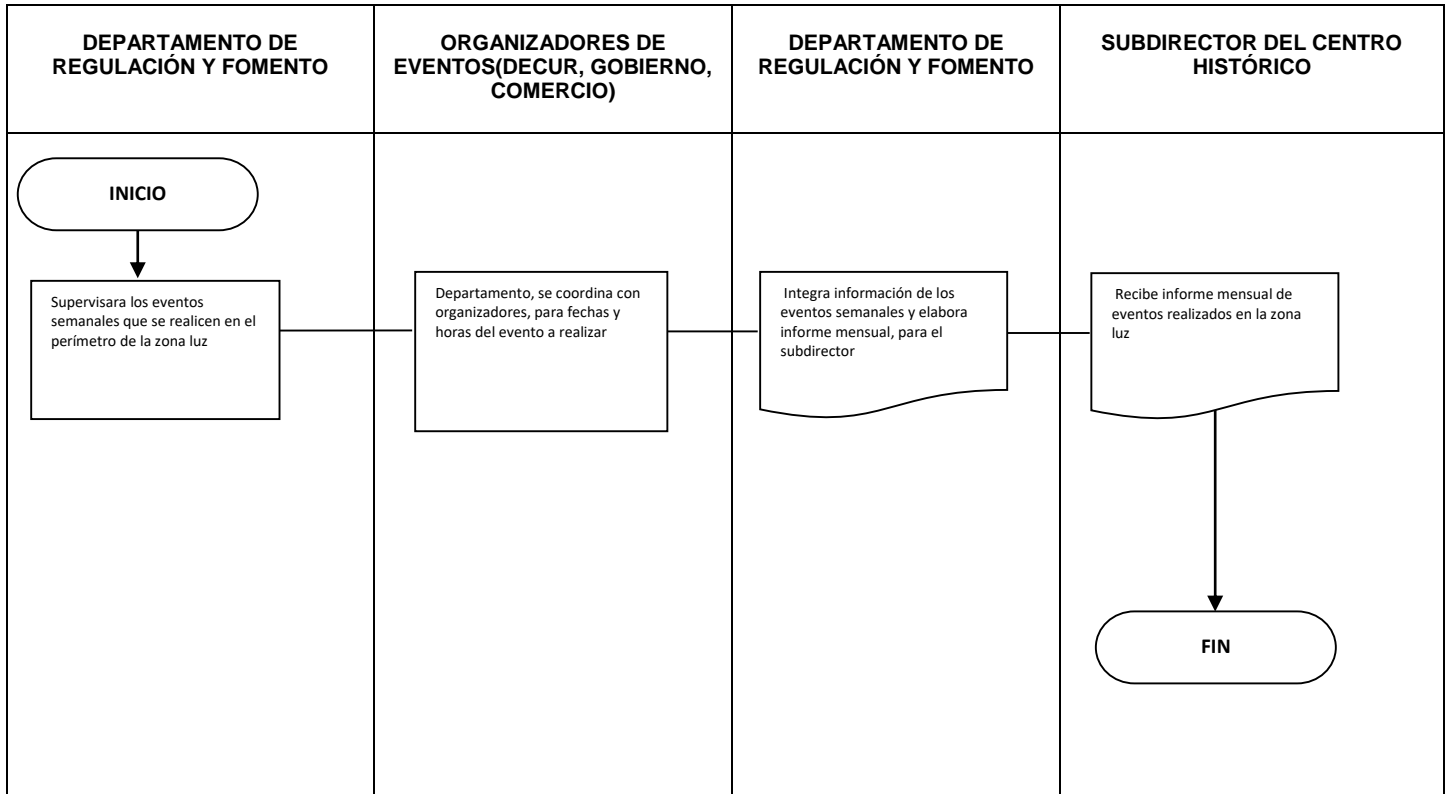 DEPARTAMENTO DE
REGULACIÓN Y FOMENTO
ORGANIZADORES DE
EVENTOS(DECUR, GOBIERNO,
COMERCIO)
DEPARTAMENTO DE
REGULACIÓN Y FOMENTO
SUBDIRECTOR DEL CENTRO
HISTÓRICO
INICIO
Supervisara los eventos
semanales que se realicen en el
perímetro de la zona luz
Departamento, se coordina con
organizadores, para fechas y
horas del evento a realizar
Integra información de los
eventos semanales y elabora
informe mensual, para el
subdirector
Recibe informe mensual de
eventos realizados en la zona
luz
FIN